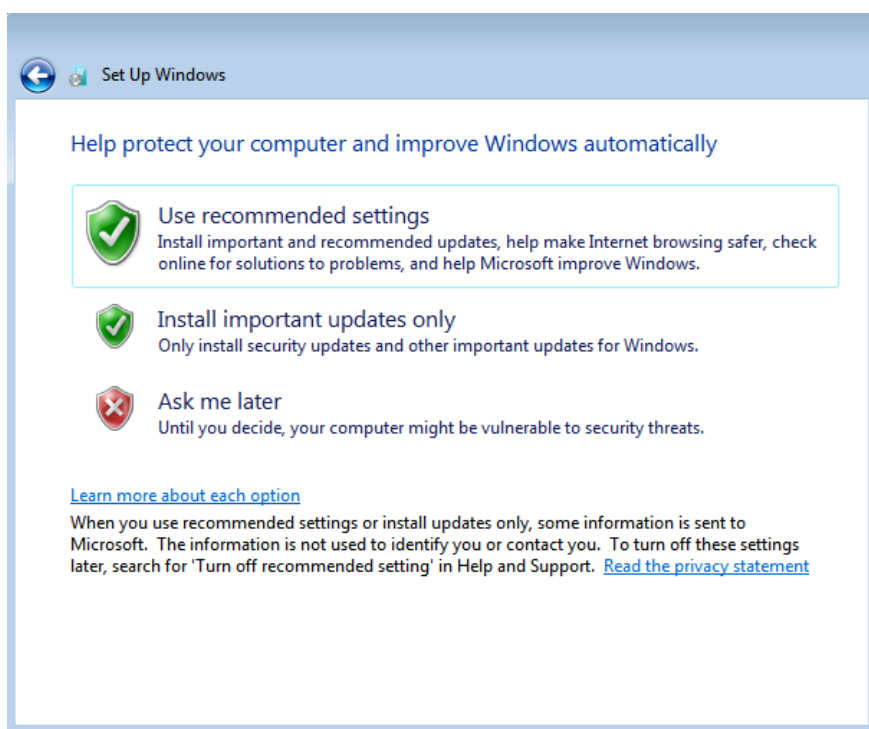 Set Up Windows
Help protect your computer and improve Windows automatically
Use recommended settings
Install important and recommended updates, help make Internet browsing safer, check
online for solutions to problems, and help Microsoft improve Windows.
Install important updates only
Only install security updates and other important updates for Windows.
Ask me later
Until you decide, your computer might be vulnerable to security threats.
Learn more about each option
When you use recommended settings or install updates only, some information is sent to
Microsoft. The information is not used to identify you or contact you. To turn off these settings
later, search for 'Turn off recommended setting' in Help and Support. Read the privacy statement